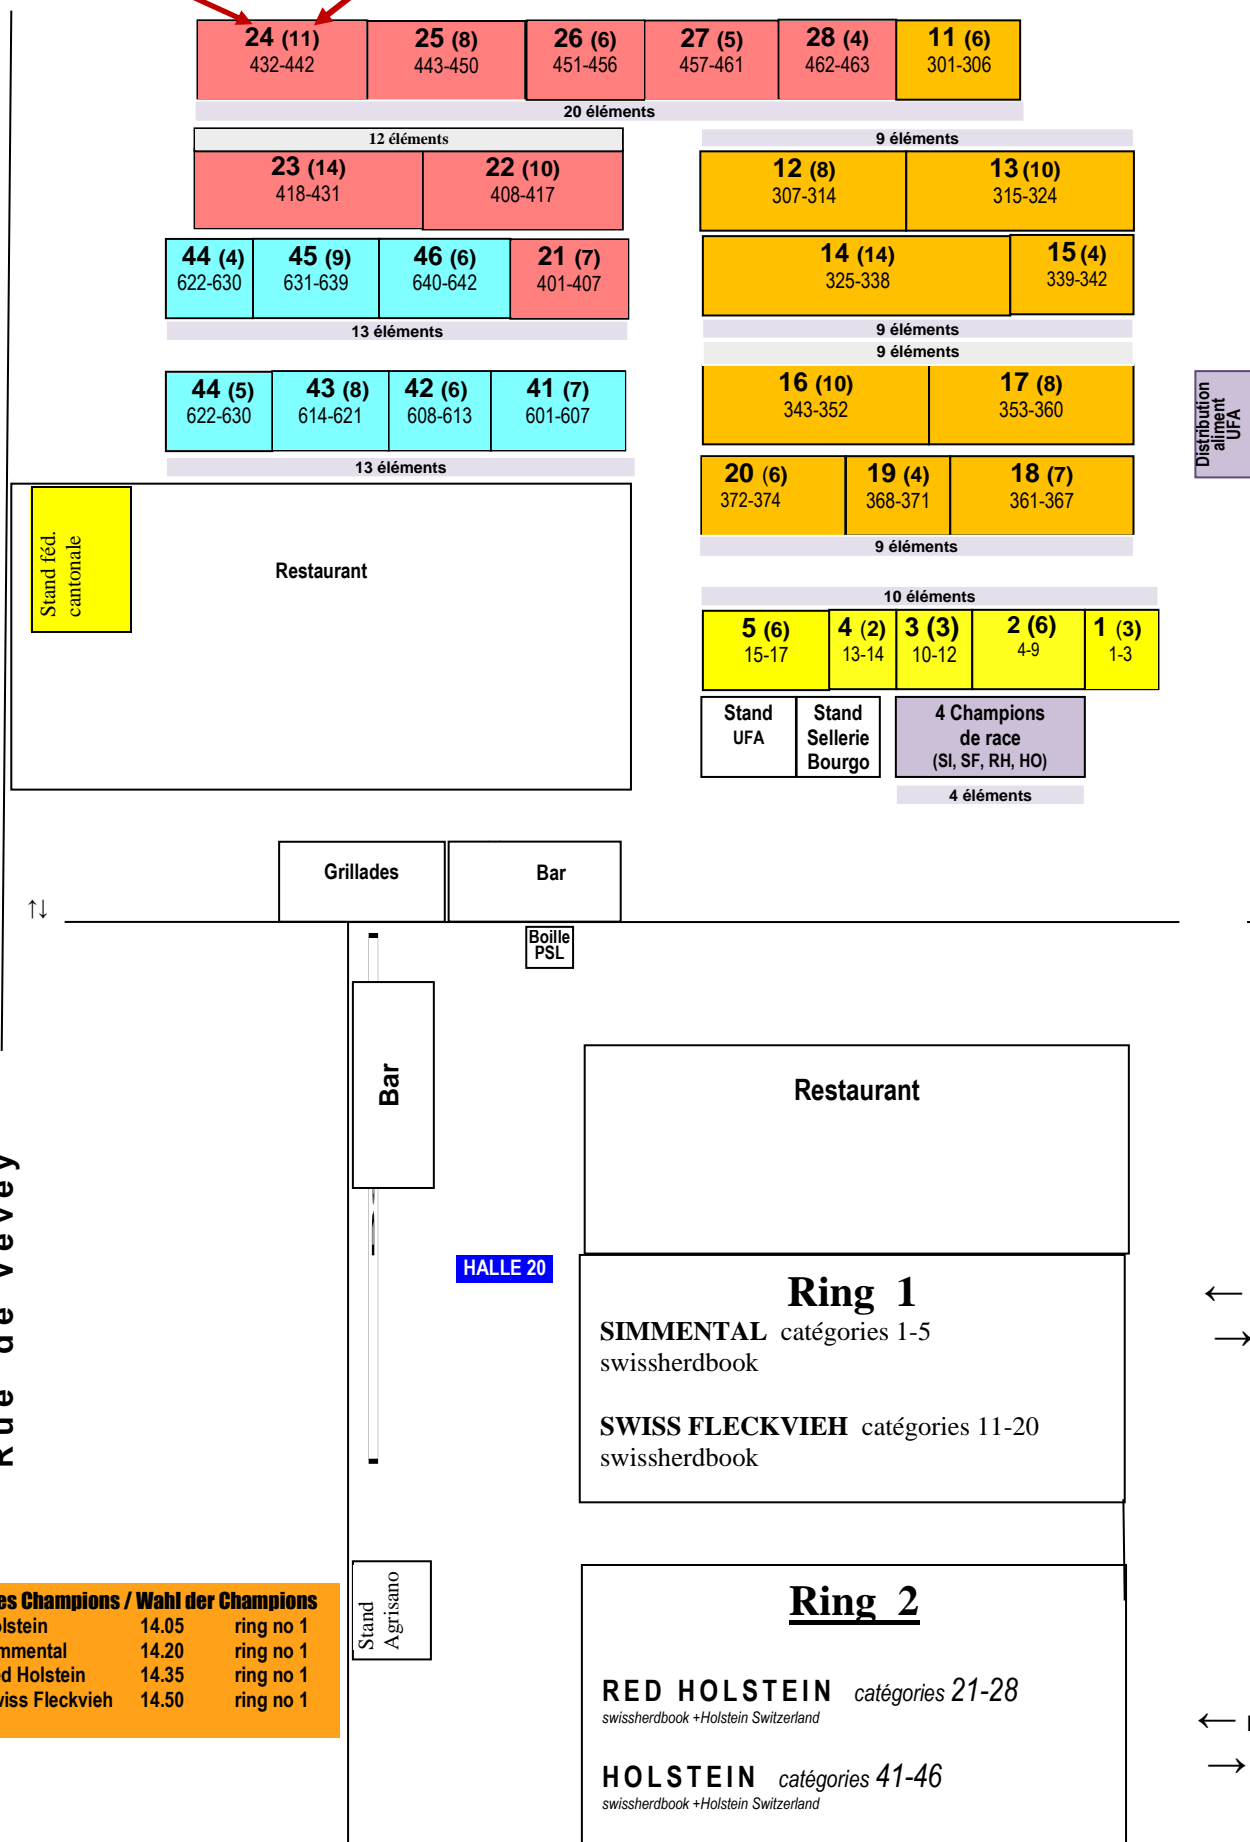 24 (11)
432-442
25 (8)
443-450
26 (6)
451-456
27 (5)
457-461
28 (4)
462-463
11 (6)
301-306
20 éléments
12 éléments
9 éléments
23 (14)
418-431
22 (10)
408-417
12 (8)
307-314
13 (10)
315-324
44 (4)
622-630
45 (9)
631-639
46 (6)
640-642
21 (7)
401-407
14 (14)
325-338
15 (4)
339-342
13 éléments
9 éléments
9 éléments
44 (5)
622-630
43 (8)
614-621
42 (6)
608-613
41 (7)
601-607
16 (10)
343-352
17 (8)
353-360
Distribution
aliment
UFA
13 éléments
20 (6)
372-374
19 (4)
368-371
18 (7)
361-367
9 éléments
Stand féd.
cantonale
Restaurant
10 éléments
5 (6)
15-17
4 (2)
13-14
3 (3)
10-12
2 (6)
4-9
1 (3)
1-3
Stand
UFA
Stand
Sellerie
Bourgo
4 Champions
de race
(SI, SF, RH, HO)
4 éléments
Grillades
Bar
↑↓
Boille
PSL
Bar
Restaurant
Rue de Vevey
HALLE 20
Ring 1
SIMMENTAL catégories 1-5
swissherdbook
SWISS FLECKVIEH catégories 11-20
swissherdbook
←
→
Stand
Agrisano
es Champions / Wahl der Champions
olstein 14.05 ring no 1
mmental 14.20 ring no 1
ed Holstein 14.35 ring no 1
wiss Fleckvieh 14.50 ring no 1
Ring 2
RED HOLSTEIN catégories 21-28
swissherdbook +Holstein Switzerland
HOLSTEIN catégories 41-46
swissherdbook +Holstein Switzerland
←
→